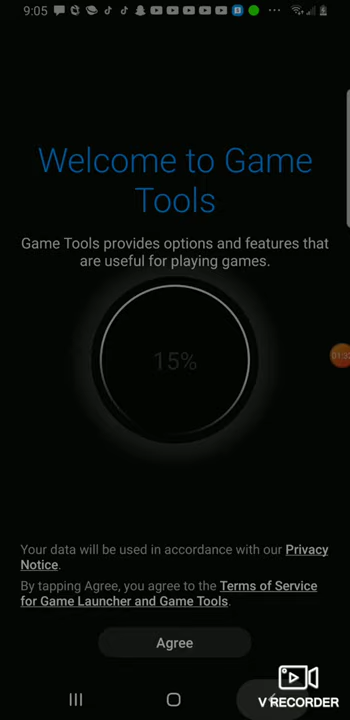 9:05
Welcome to Game
Tools
Game Tools provides options and features that
are useful for playing games.
15%
Your data will be used in accordance with our Privacy
Notice.
By tapping Agree, you agree to the Terms of Service
for Game Launcher and Game Tools.
Agree
V RECORDER